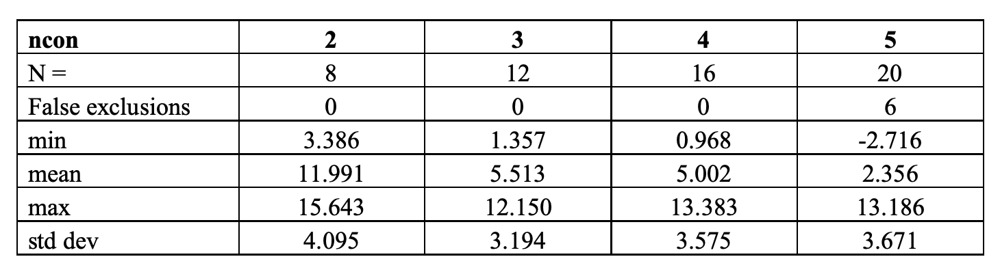 ncon 2 3 4 5
N = 8 12 16 20
False exclusions 0 0 0 6
min 3.386 1.357 0.968 -2.716
mean 11.991 5.513 5.002 2.356
max 15.643 12.150 13.383 13.186
std dev 4.095 3.194 3.575 3.671